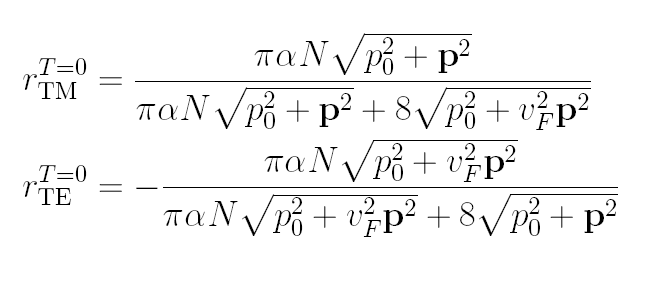 r_{\text{TM}}^{T=0} = \frac{\pi\alpha N\sqrt{p_0^2 + \mathbf{p}^2}}{\pi\alpha N\sqrt{p_0^2 + \mathbf{p}^2} + 8\sqrt{p_0^2 + v_F^2\mathbf{p}^2}}
r_{\text{TE}}^{T=0} = -\frac{\pi\alpha N\sqrt{p_0^2 + v_F^2\mathbf{p}^2}}{\pi\alpha N\sqrt{p_0^2 + v_F^2\mathbf{p}^2} + 8\sqrt{p_0^2 + \mathbf{p}^2}}